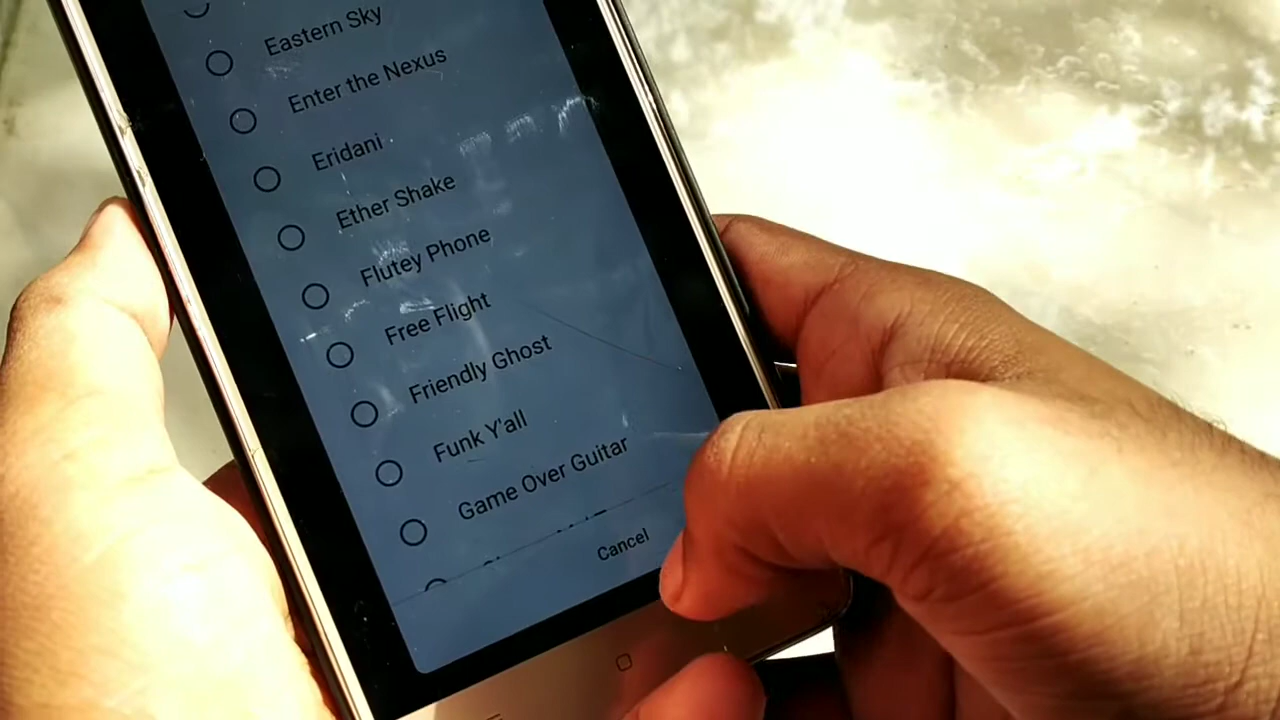 Eastern Sky
Enter the Nexus
Eridani
Ether Shake
Flutey Phone
Free Flight
Friendly Ghost
Funk Y'all
Game Over Guitar
Cancel